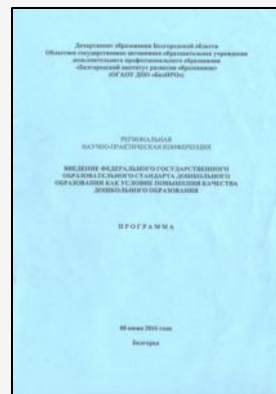 Департамент образования Белгородской области
Областное государственное автономное образовательное учреждение
дополнительного профессионального образования
«Белгородский институт развития образования»
(ОГАОУ ДПО «БелИРО»)
РЕГИОНАЛЬНАЯ
НАУЧНО-ПРАКТИЧЕСКАЯ КОНФЕРЕНЦИЯ
ВВЕДЕНИЕ ФЕДЕРАЛЬНОГО ГОСУДАРСТВЕННОГО
ОБРАЗОВАТЕЛЬНОГО СТАНДАРТА ДОШКОЛЬНОГО
ОБРАЗОВАНИЯ КАК УСЛОВИЕ ПОВЫШЕНИЯ КАЧЕСТВА
ДОШКОЛЬНОГО ОБРАЗОВАНИЯ
ПРОГРАММА
08 июня 2016 года
Белгород